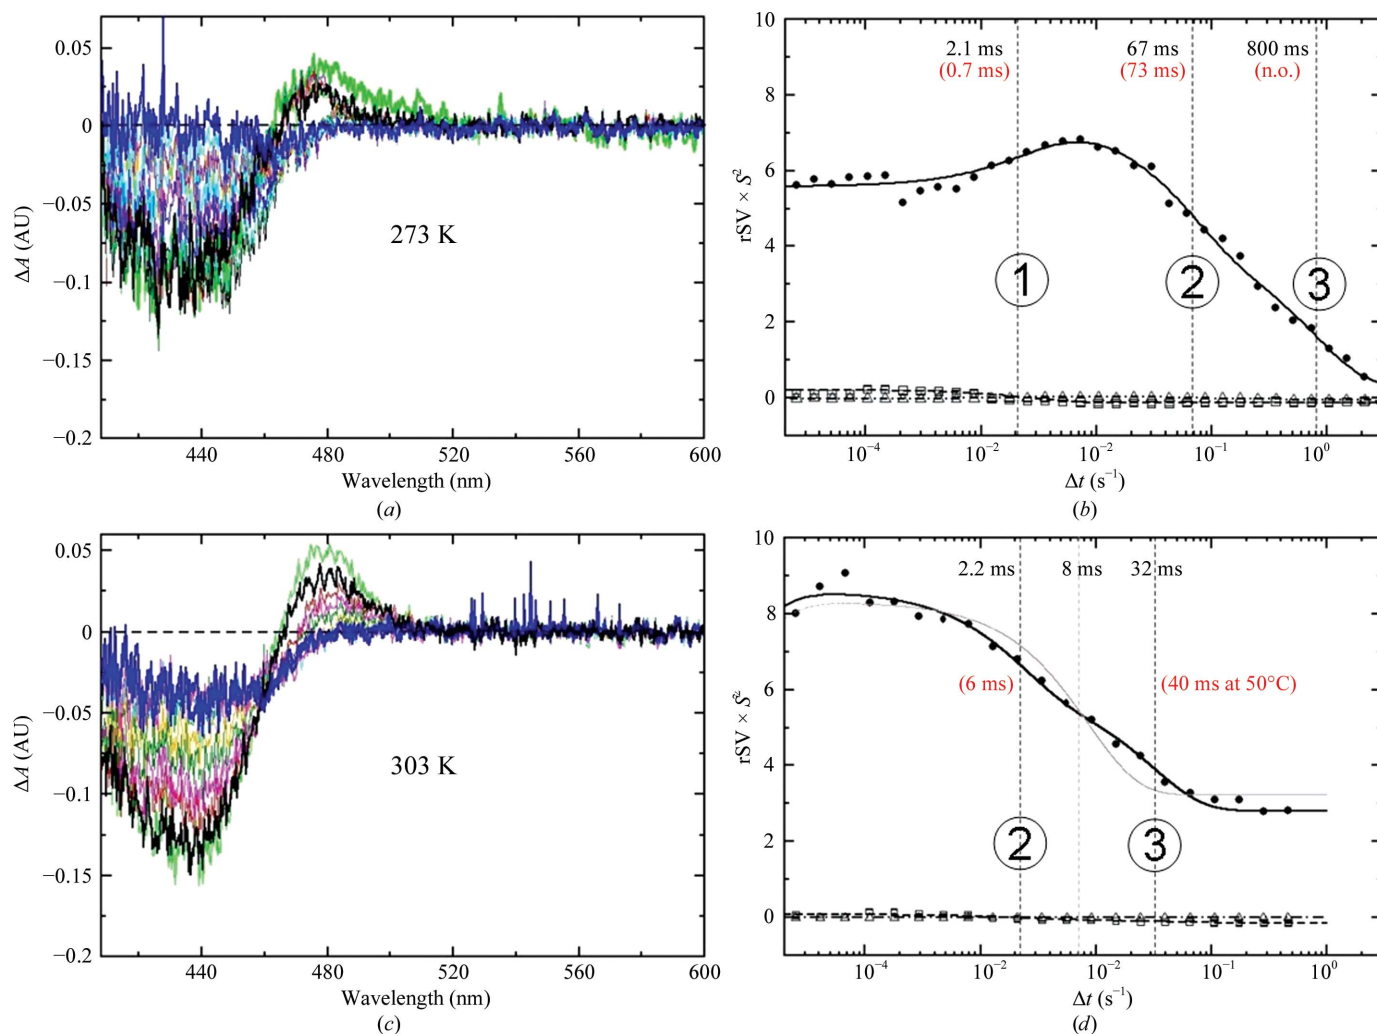 0.05
0
−0.05
−0.1
−0.15
−0.2
ΔA (AU)
273 K
440 480 520 560 600
Wavelength (nm)
(a)
10
8
6
4
2
0
rSV × S²
2.1 ms 67 ms 800 ms
(0.7 ms) (73 ms) (n.o.)
1 2 3
10⁻⁴ 10⁻² 10⁻² 10⁻¹ 10⁰
Δt (s⁻¹)
(b)
0.05
0
−0.05
−0.1
−0.15
−0.2
ΔA (AU)
303 K
440 480 520 560 600
Wavelength (nm)
(c)
10
8
6
4
2
0
rSV × S²
2.2 ms 8 ms 32 ms
(6 ms) (40 ms at 50°C)
2 3
10⁻⁴ 10⁻² 10⁻² 10⁻¹ 10⁰
Δt (s⁻¹)
(d)